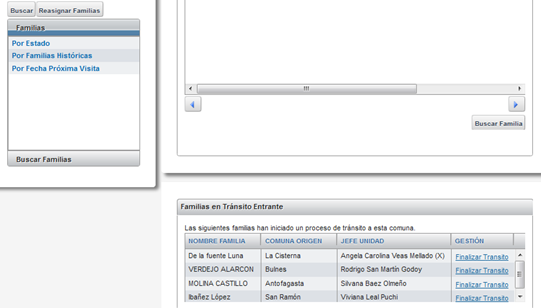 Buscar Reasignar Familias
Familias
Por Estado
Por Familias Históricas
Por Fecha Próxima Visita
Buscar Familias
Buscar Familia
Familias en Tránsito Entrante
Las siguientes familias han iniciado un proceso de tránsito a esta comuna.
NOMBRE FAMILIA COMUNA ORIGEN JEFE UNIDAD GESTIÓN
De la fuente Luna La Cisterna Angela Carolina Veas Mellado (X) Finalizar Transito
VERDEJO ALARCON Bulnes Rodrigo San Martin Godoy Finalizar Transito
MOLINA CASTILLO Antofagasta Silvana Baez Olmeño Finalizar Transito
Ibañez López San Ramón Viviana Leal Puchi Finalizar Transito